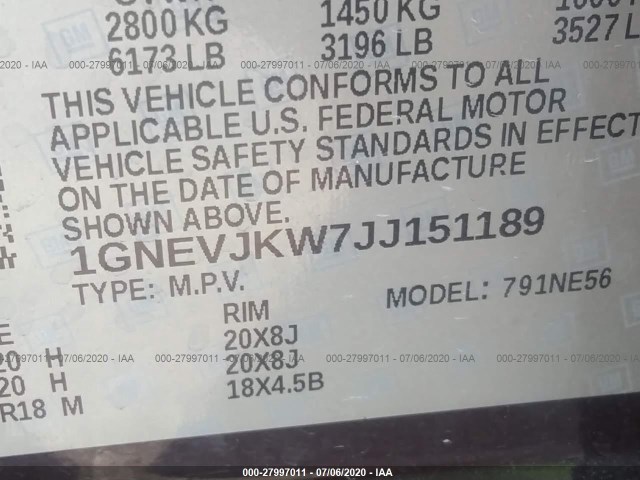 2800 KG 1450 KG
6173 LB 3196 LB 3527 L
THIS VEHICLE CONFORMS TO ALL
APPLICABLE U.S. FEDERAL MOTOR
VEHICLE SAFETY STANDARDS IN EFFECT
ON THE DATE OF MANUFACTURE
SHOWN ABOVE.
1GNEVJKW7JJ151189
TYPE: M.P.V. MODEL: 791NE56
E RIM
20 H 20X8J
20 H 20X8J
R18 M 18X4.5B
GM
/2020 - IAA 000-27997011 - 07/06/2020 - IAA 000-27997011 - 07/06/2020 - IAA
000-27997011 - 07/06/2020 - IAA 000-27997011 - 07/06/2020 - IAA
/2020 - IAA 000-27997011 - 07/06/2020 - IAA 000-27997011 - 07/06/2020 - IAA
000-27997011 - 07/06/2020 - IAA